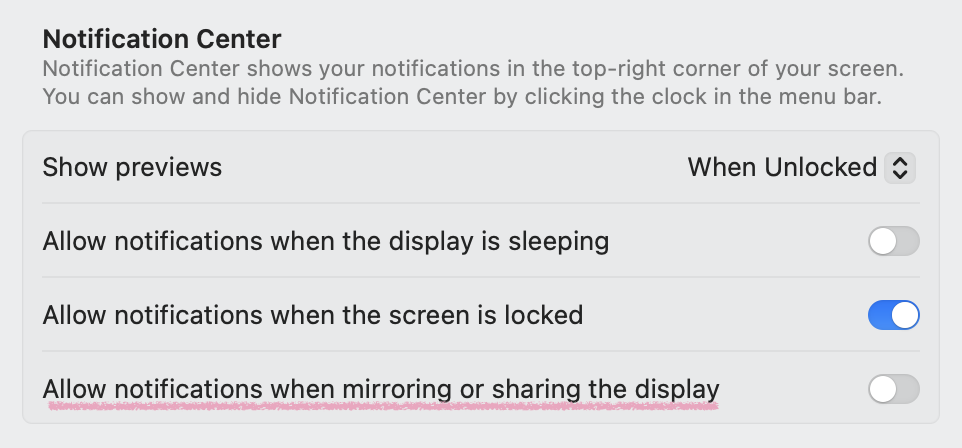 Notification Center
Notification Center shows your notifications in the top-right corner of your screen.
You can show and hide Notification Center by clicking the clock in the menu bar.
Show previews When Unlocked
Allow notifications when the display is sleeping
Allow notifications when the screen is locked
Allow notifications when mirroring or sharing the display